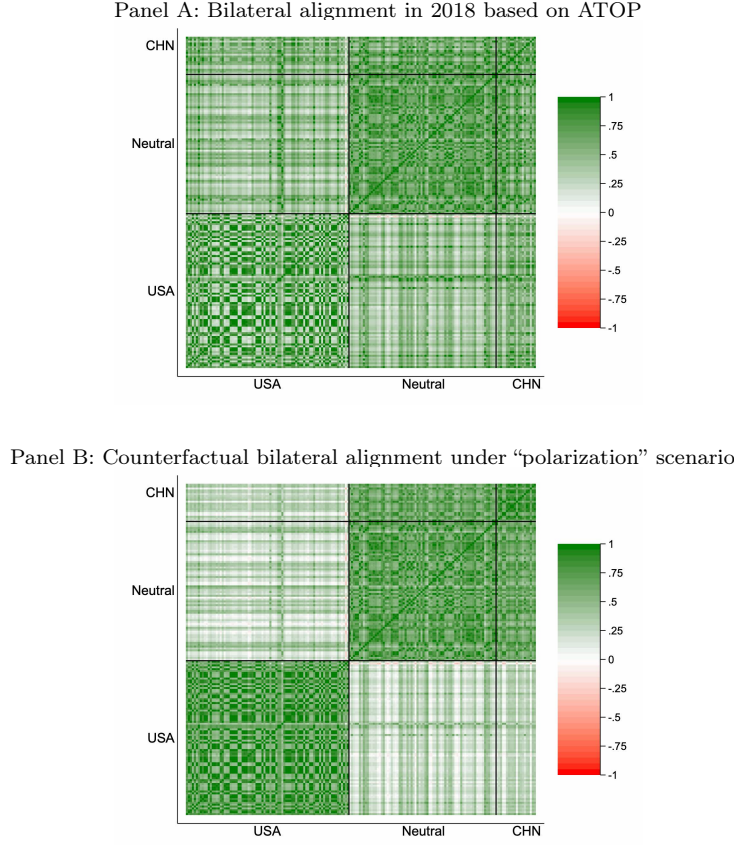 Panel A: Bilateral alignment in 2018 based on ATOP
CHN
Neutral
USA
USA
Neutral
CHN
1
.75
.5
.25
0
-.25
-.5
-.75
-1
Panel B: Counterfactual bilateral alignment under “polarization” scenario
CHN
Neutral
USA
USA
Neutral
CHN
1
.75
.5
.25
0
-.25
-.5
-.75
-1